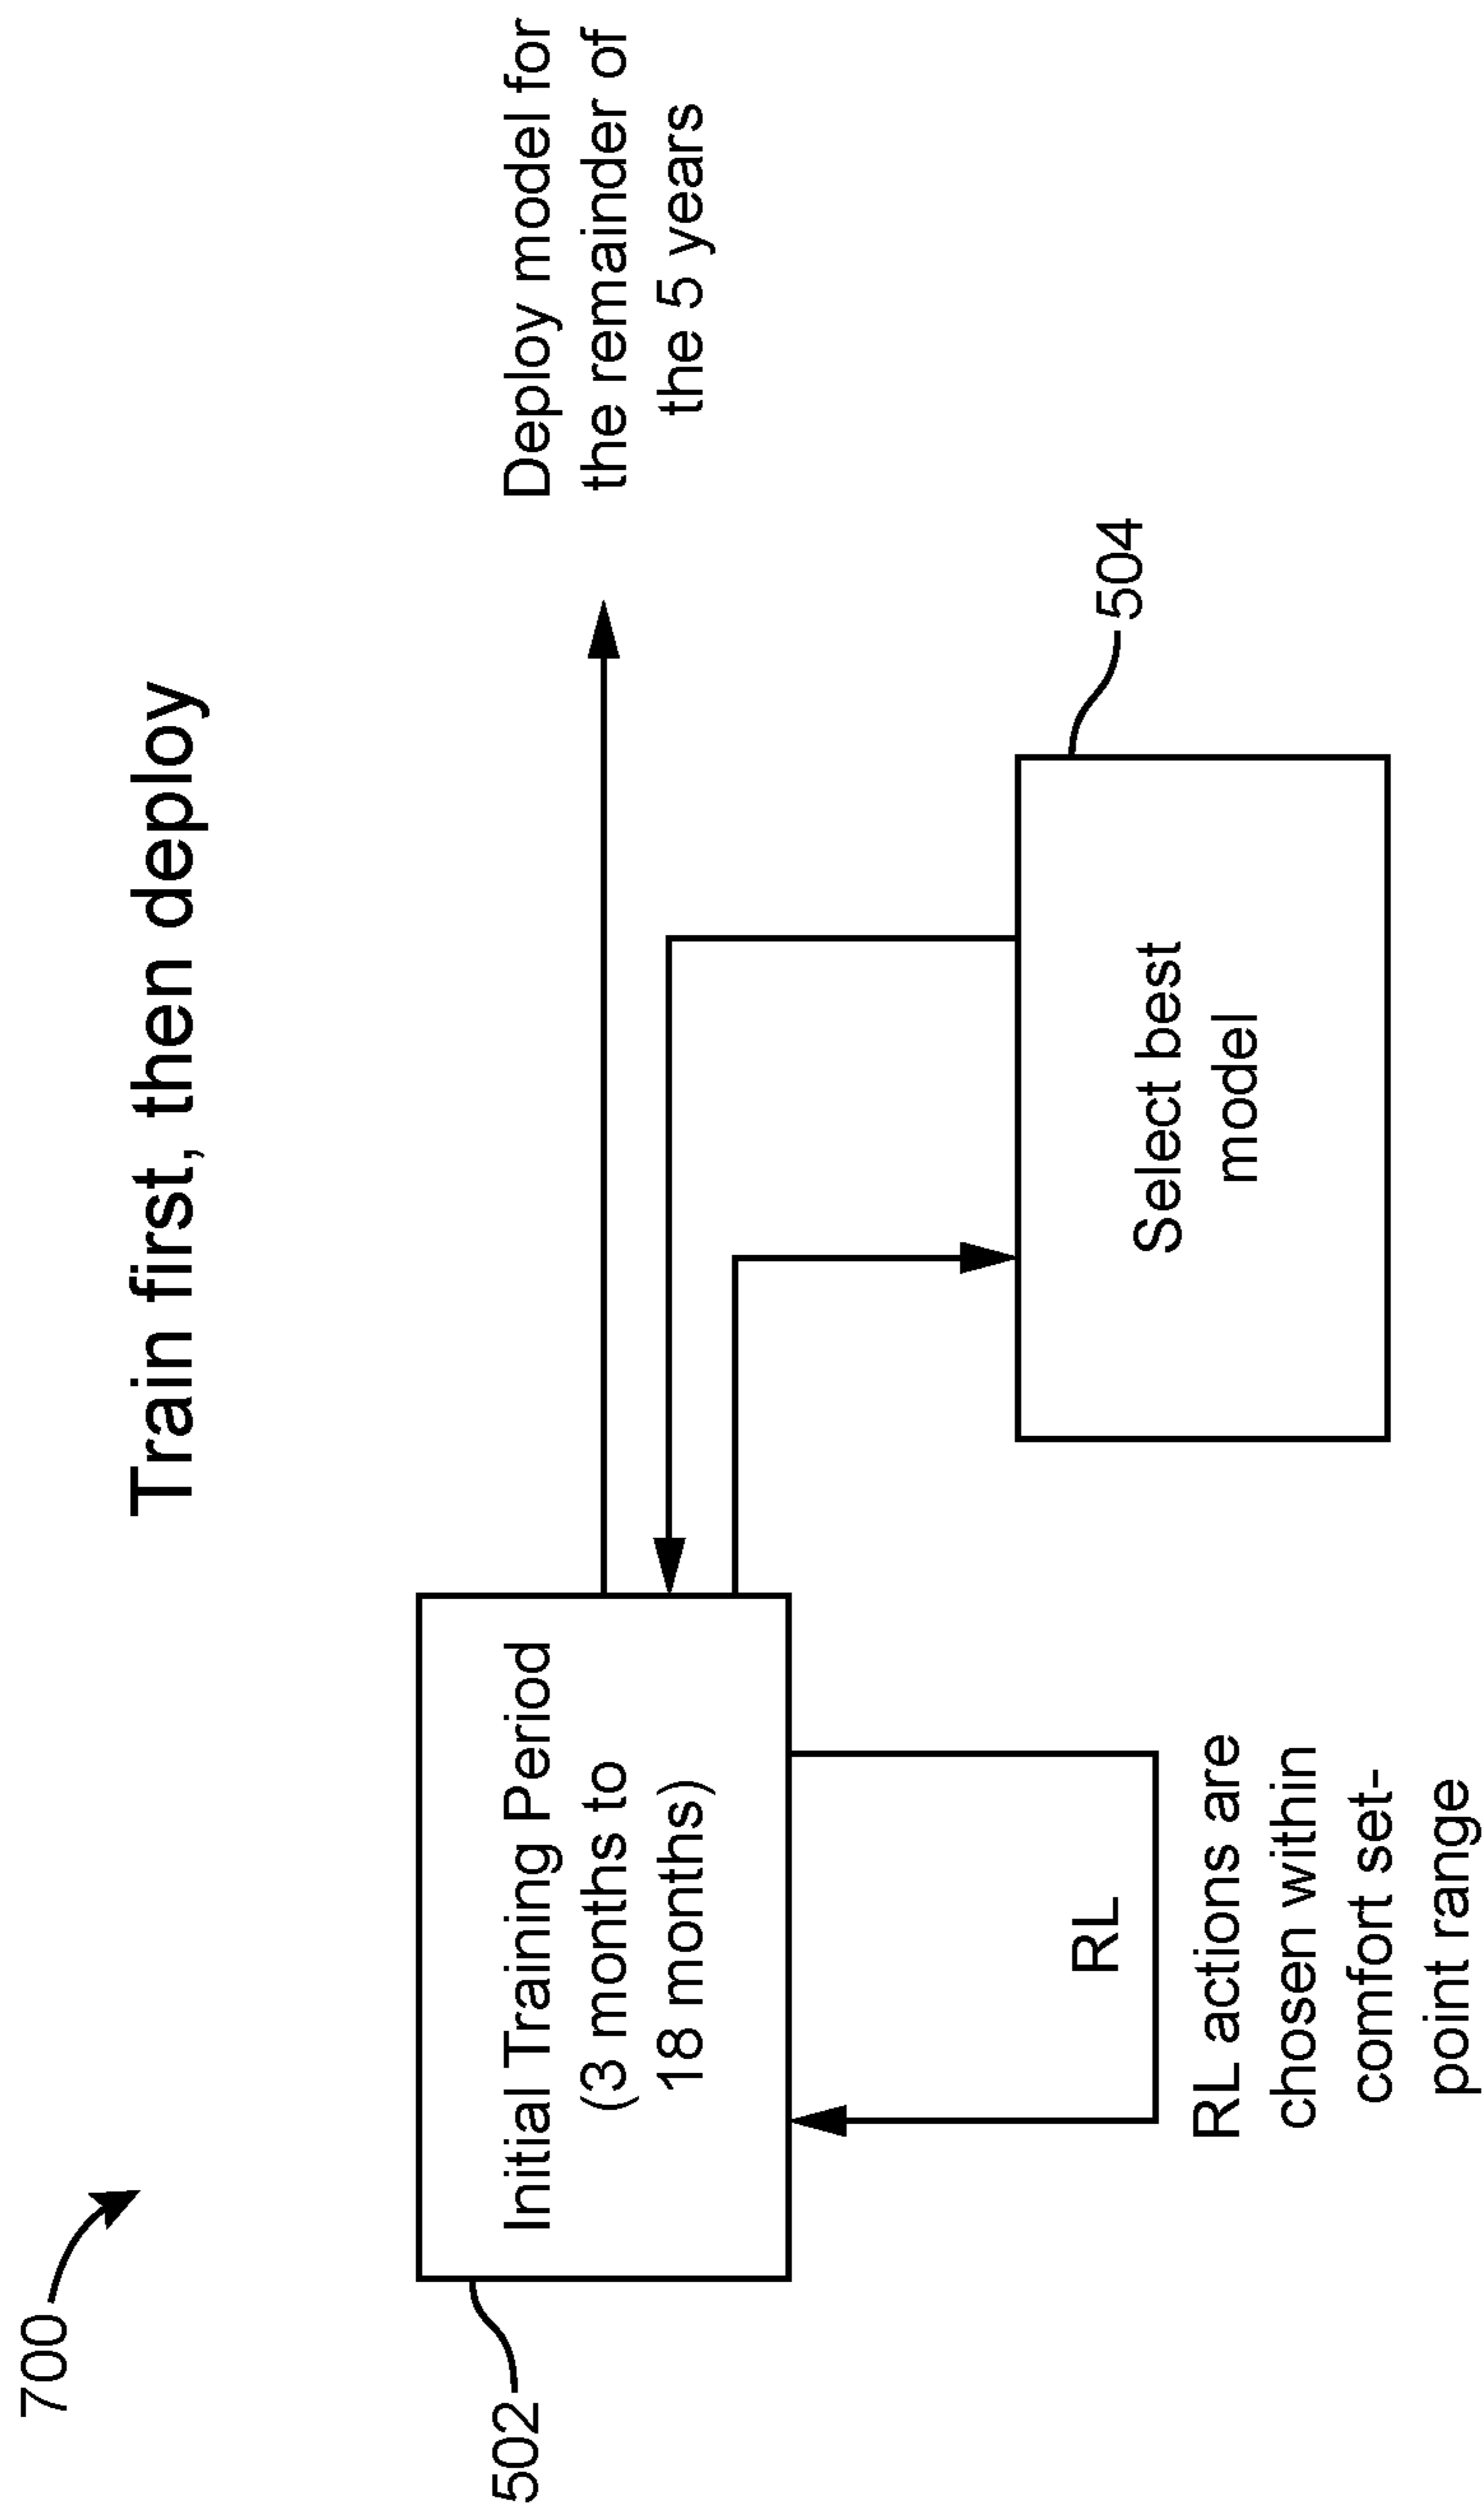 700
Train first, then deploy
502
Initial Training Period
(3 months to
18 months)
Deploy model for
the remainder of
the 5 years
RL
RL actions are
chosen within
comfort set-
point range
Select best
model
504